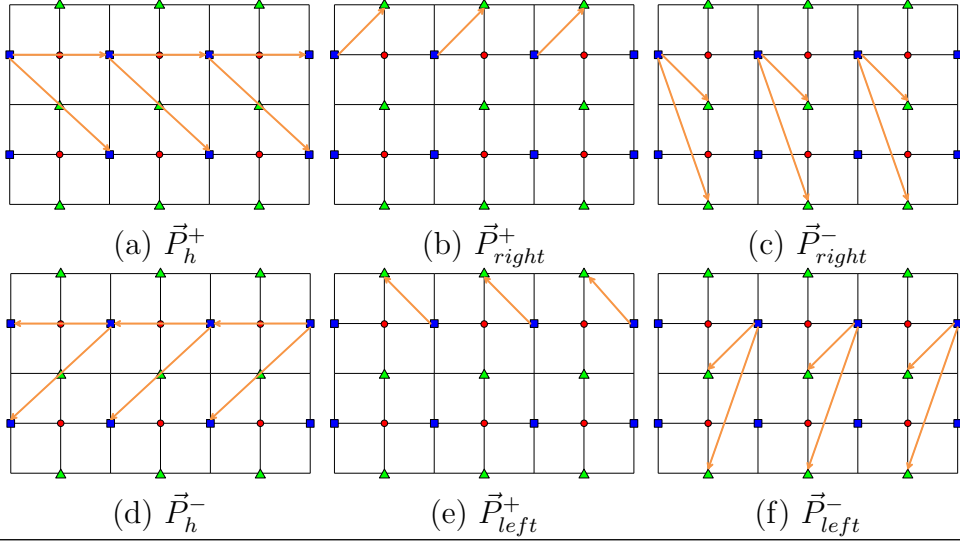 (a) $\vec{P}_h^+$ (b) $\vec{P}_{right}^+$ (c) $\vec{P}_{right}^-$
(d) $\vec{P}_h^-$ (e) $\vec{P}_{left}^+$ (f) $\vec{P}_{left}^-$